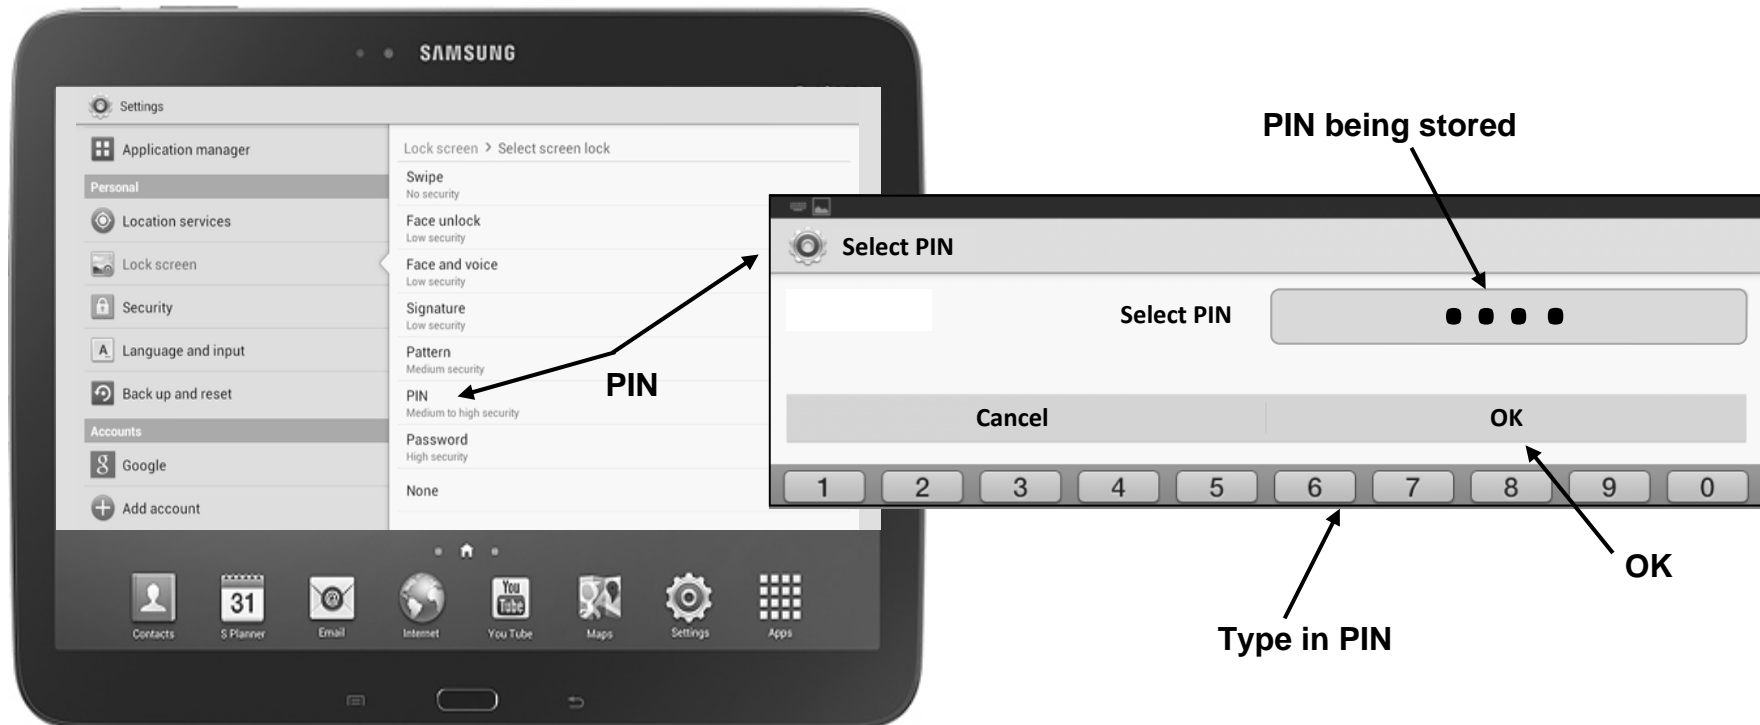 SAMSUNG
Settings
Application manager
Personal
Location services
Lock screen
Security
Language and input
Back up and reset
Accounts
Google
Add account
Lock screen > Select screen lock
Swipe
No security
Face unlock
Low security
Face and voice
Low security
Signature
Low security
Pattern
Medium security
PIN
Medium to high security
Password
High security
None
PIN
PIN being stored
Select PIN
Select PIN
Cancel
OK
1 2 3 4 5 6 7 8 9 0
OK
Type in PIN
31
You
Tube
Contacts
S Planner
Email
Internet
You Tube
Maps
Settings
Apps